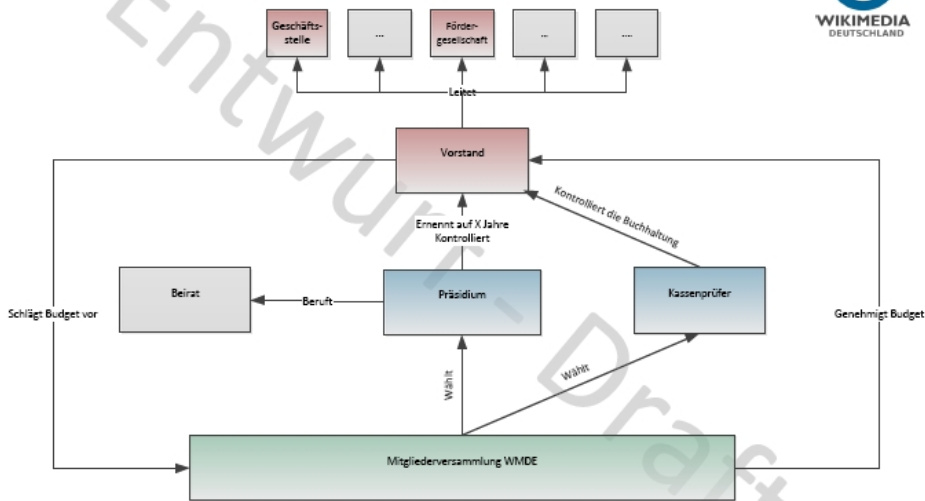 Geschäfts-
stelle
...
Förder-
gesellschaft
...
....
WIKIMEDIA
DEUTSCHLAND
Leitet
Vorstand
Kontrolliert die Buchhaltung
Ernennt auf X Jahre
Kontrolliert
Beirat
Beruft
Präsidium
Kassenprüfer
Schlägt Budget vor
Genehmigt Budget
Wählt
Wählt
Mitgliederversammlung WMDE
Entwurf - Draft